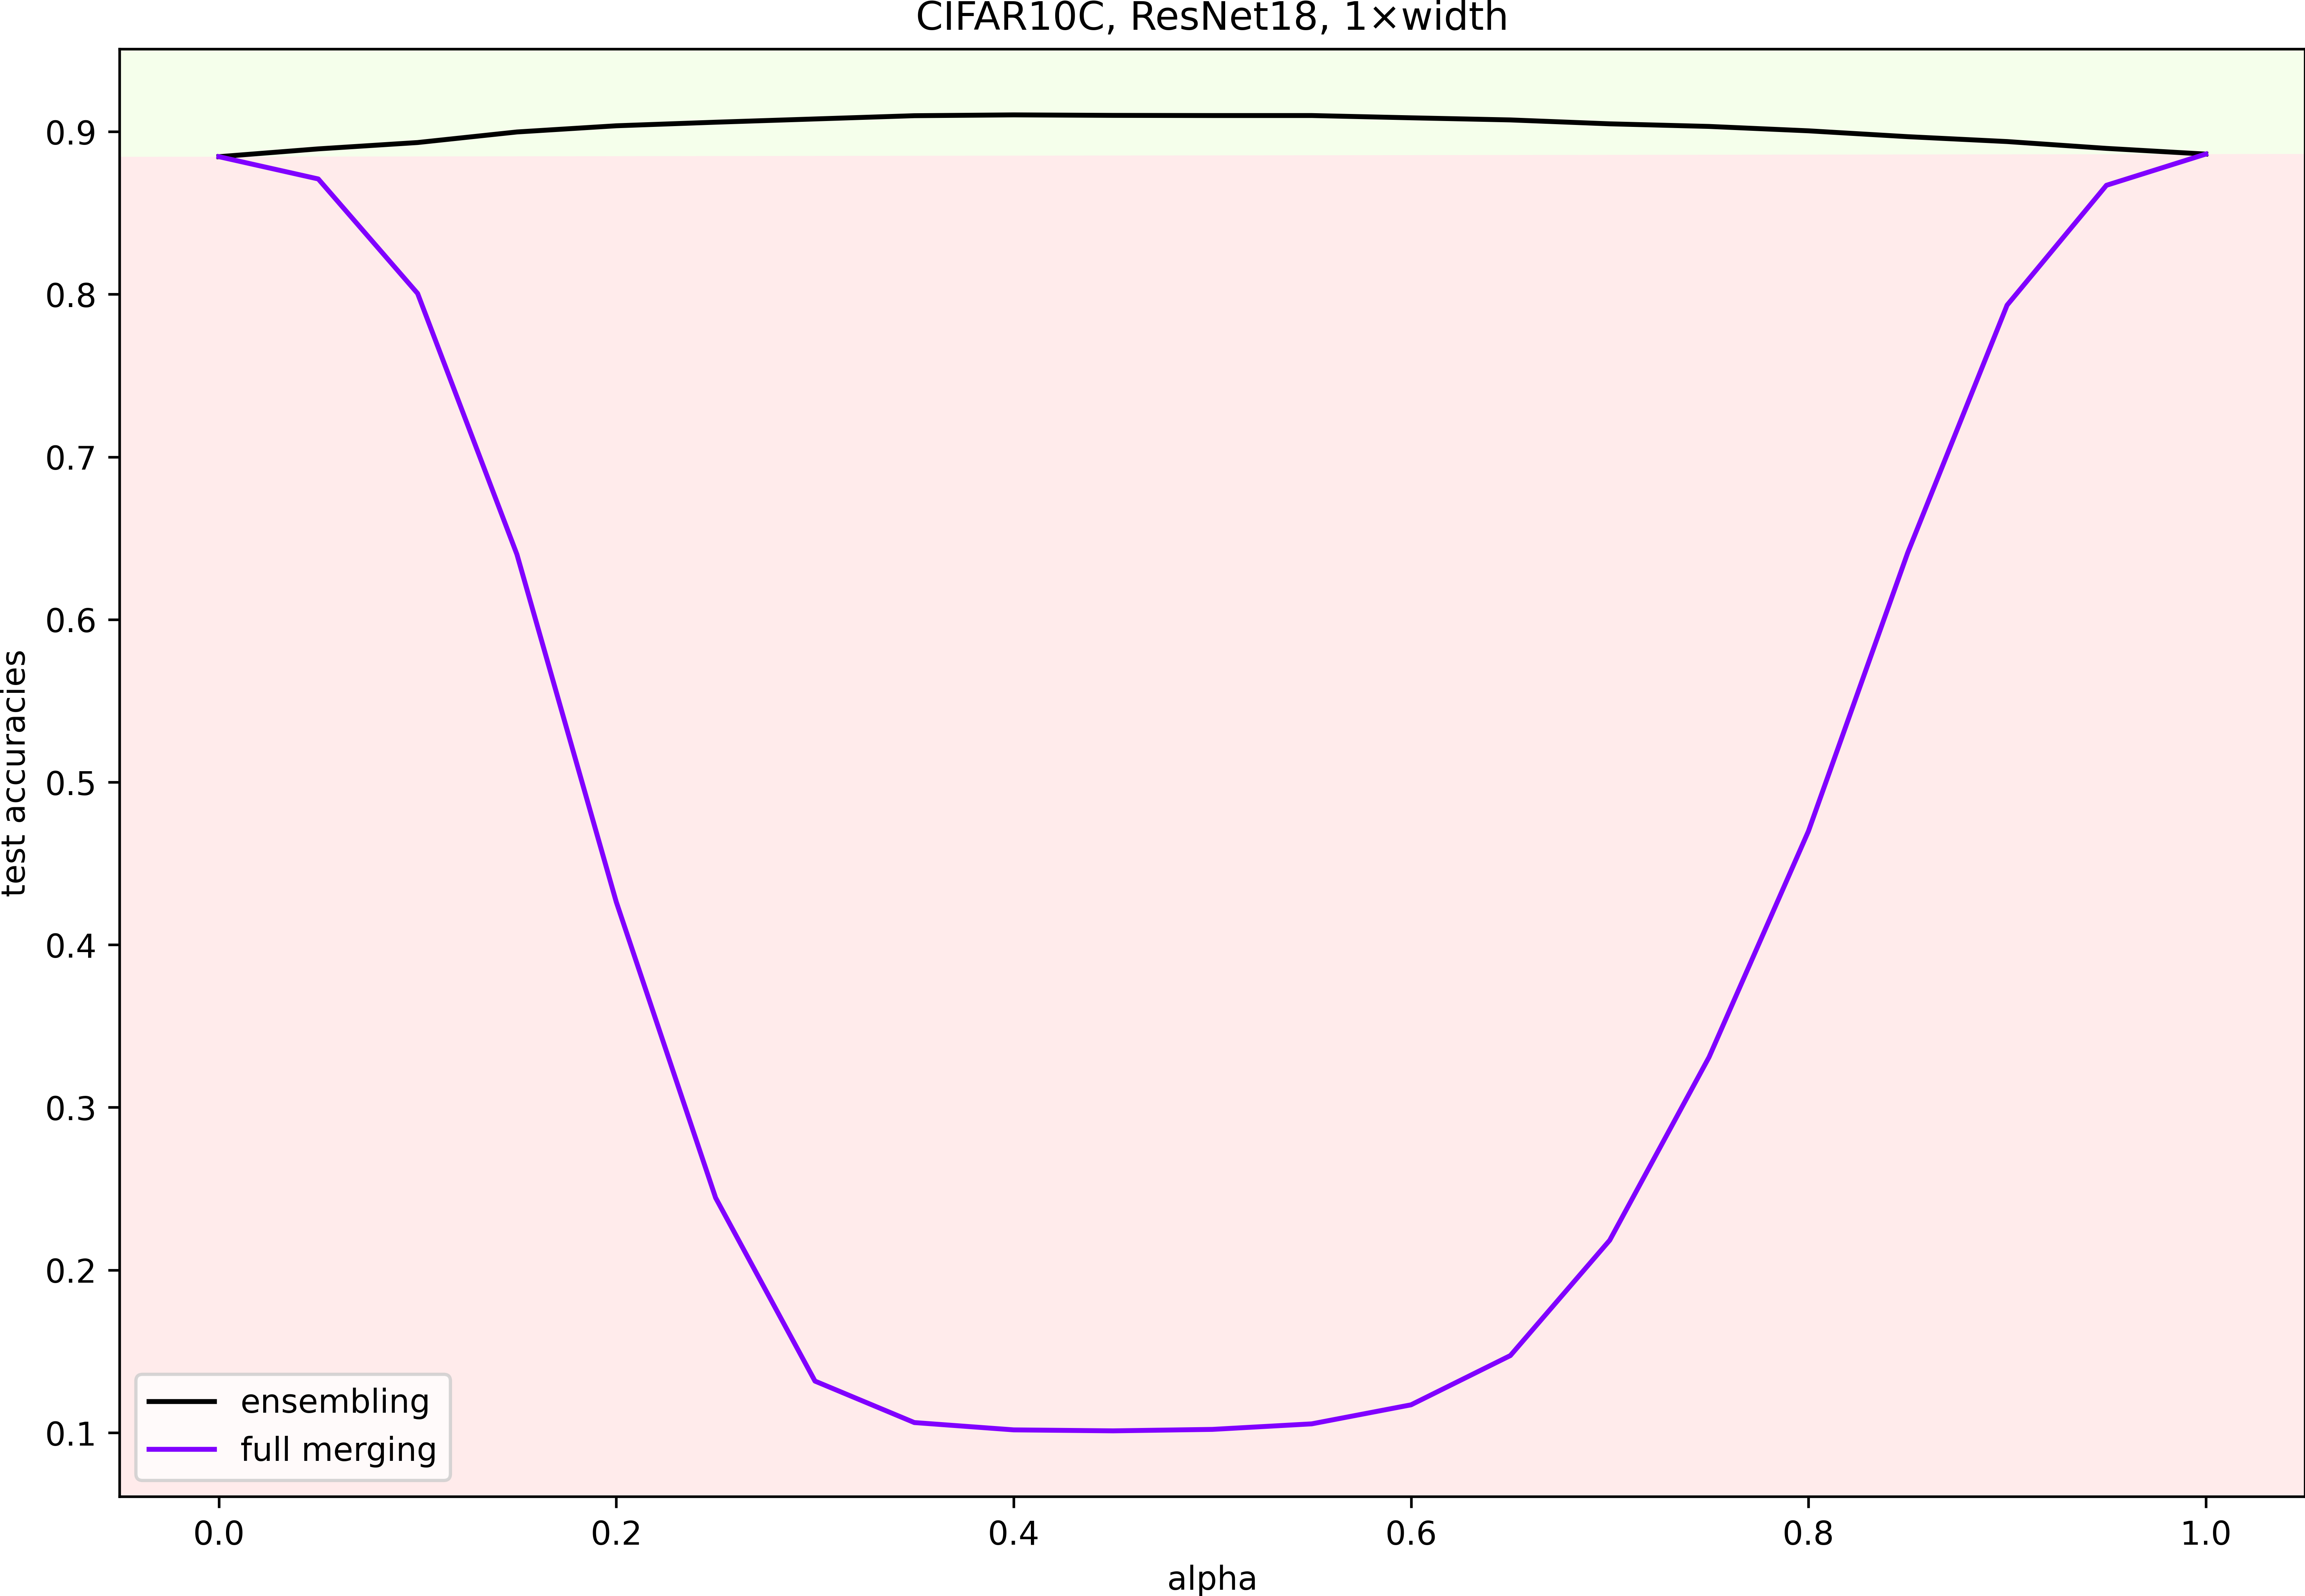 CIFAR10C, ResNet18, 1×width
test accuracies
0.9
0.8
0.7
0.6
0.5
0.4
0.3
0.2
0.1
ensembling
full merging
0.0 0.2 0.4 0.6 0.8 1.0
alpha